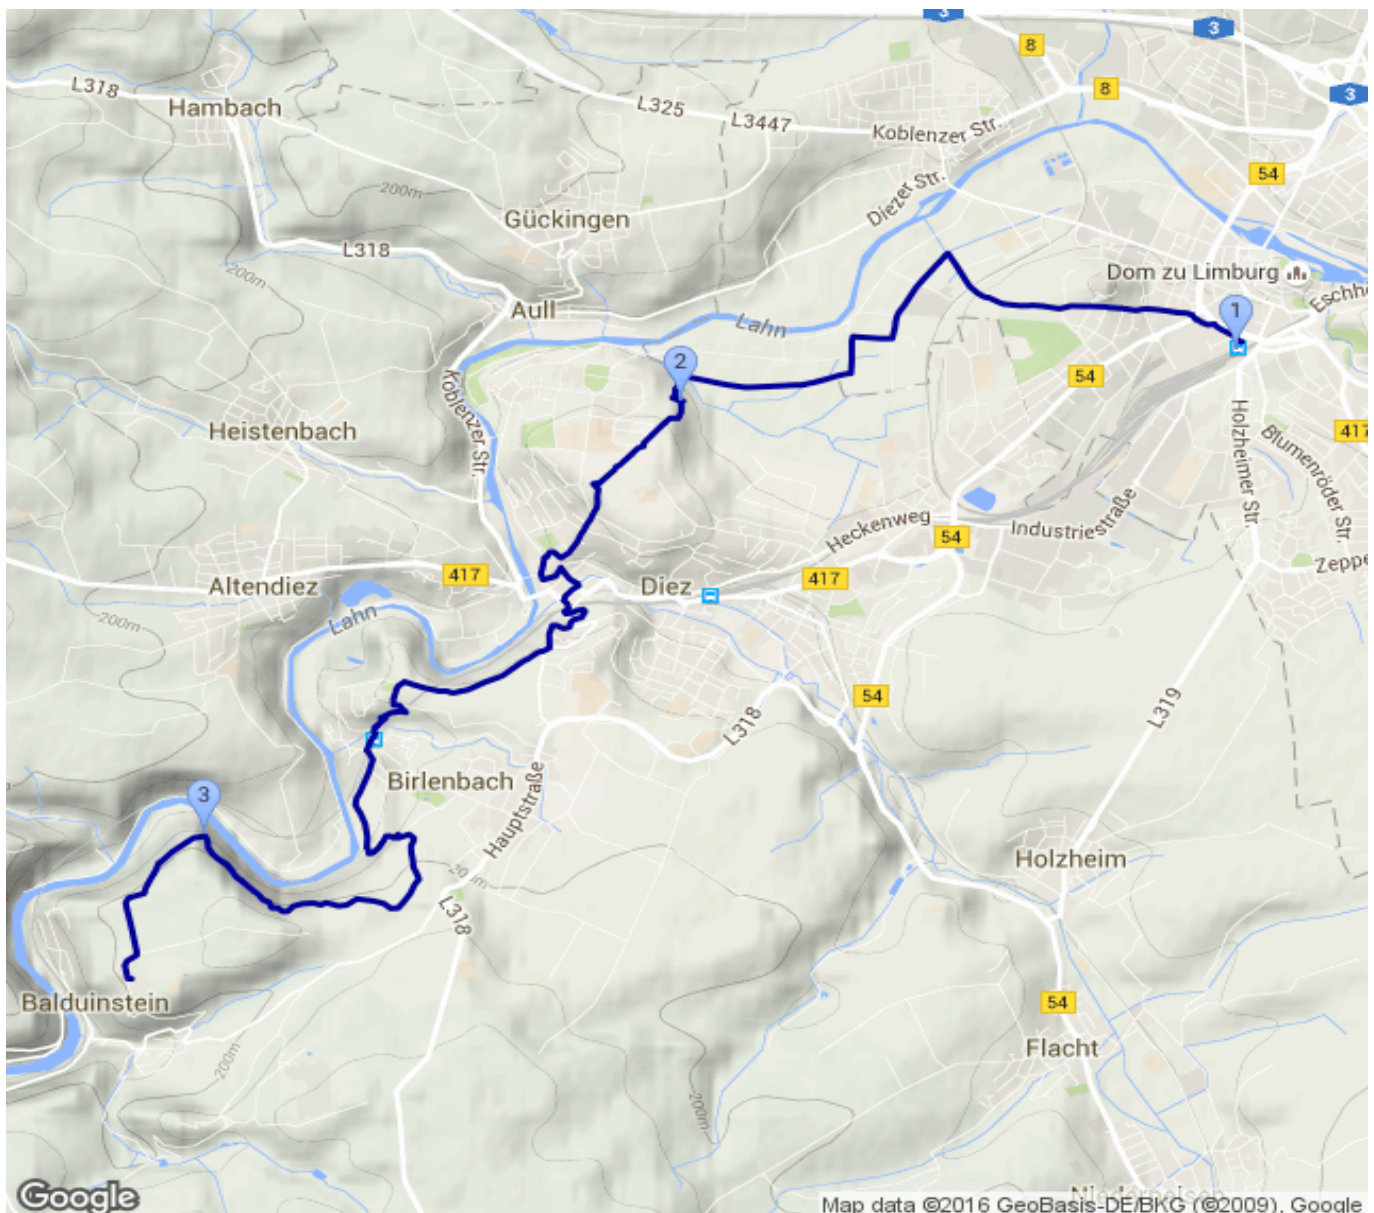 3
3
8
L318
Hambach
L325
8
3
L3447
Koblenzer Str.
54
200m
Diezer Str.
Gückingen
L318
200m
Dom zu Limburg
Aull
Lahn
1
2
Koblenzer Str.
54
Heistenbach
Holzheimer Str.
Blumenröder Str.
417
Heckenweg
Industriestraße
54
417
Diez
417
Altendiez
Lahn
200m
54
L319
L318
Birlenbach
3
Hauptstraße
Holzheim
L318
Balduinstein
54
Flacht
200m
200m
Google
Map data ©2016 GeoBasis-DE/BKG (©2009), Google